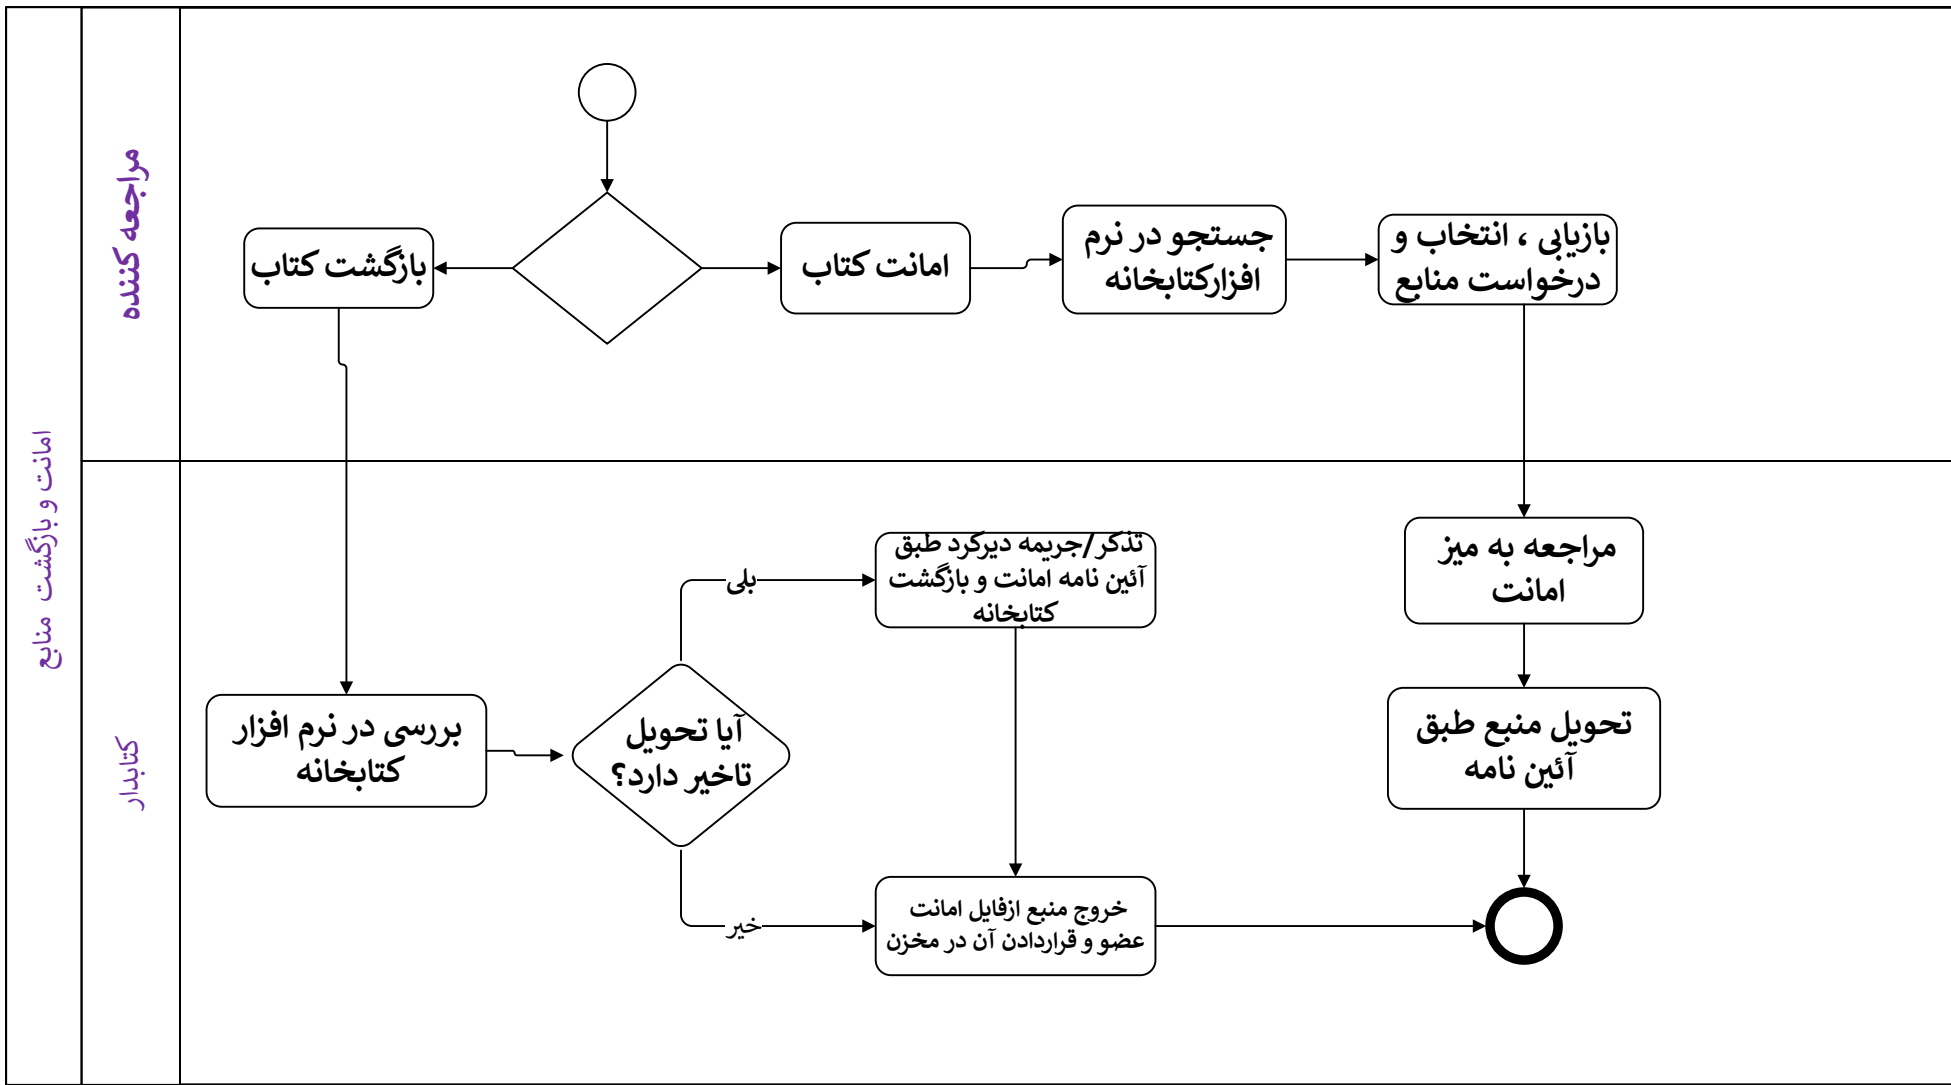 امانت و بازگشت منابع
مراجعه کننده
کتابدار
بازگشت کتاب
امانت کتاب
جستجو در نرم
افزارکتابخانه
بازیابی ، انتخاب و
درخواست منابع
مراجعه به میز
امانت
تحویل منبع طبق
آئین نامه
بررسی در نرم افزار
کتابخانه
آیا تحویل
تاخیر دارد؟
بلی
تذکر/جریمه دیرکرد طبق
آئین نامه امانت و بازگشت
کتابخانه
خیر
خروج منبع ازفایل امانت
عضو و قراردادن آن در مخزن